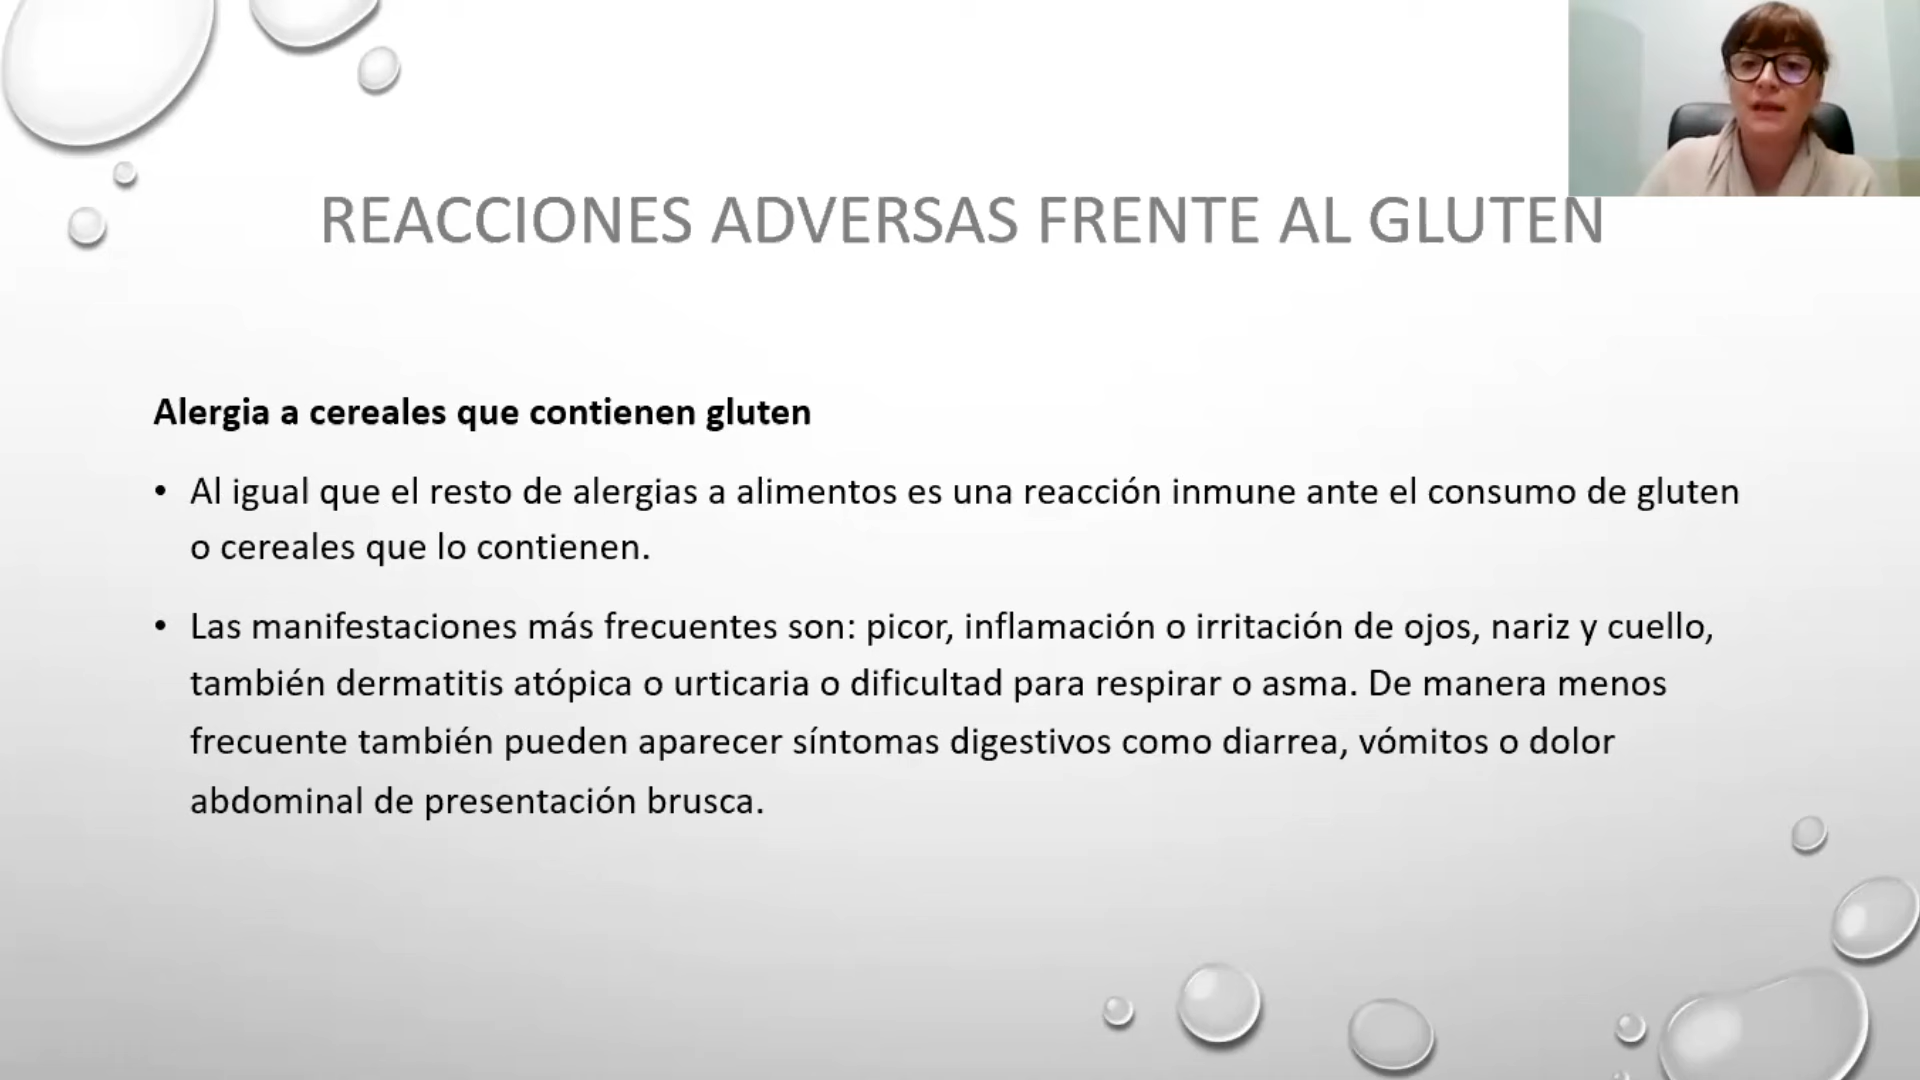 REACCIONES ADVERSAS FRENTE AL GLUTEN
Alergia a cereales que contienen gluten
• Al igual que el resto de alergias a alimentos es una reacción inmune ante el consumo de gluten
o cereales que lo contienen.
• Las manifestaciones más frecuentes son: picor, inflamación o irritación de ojos, nariz y cuello,
también dermatitis atópica o urticaria o dificultad para respirar o asma. De manera menos
frecuente también pueden aparecer síntomas digestivos como diarrea, vómitos o dolor
abdominal de presentación brusca.